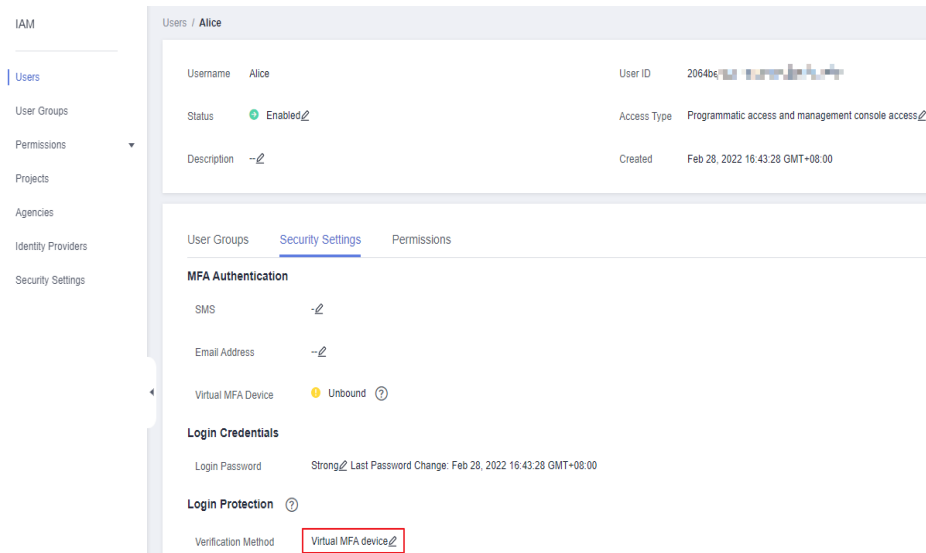 IAM
Users
User Groups
Permissions
Projects
Agencies
Identity Providers
Security Settings
Users / Alice
Username Alice
User ID
Status Enabled
Access Type Programmatic access and management console access
Description --
Created Feb 28, 2022 16:43:28 GMT+08:00
User Groups Security Settings Permissions
MFA Authentication
SMS -
Email Address --
Virtual MFA Device Unbound ?
Login Credentials
Login Password Strong Last Password Change: Feb 28, 2022 16:43:28 GMT+08:00
Login Protection ?
Verification Method Virtual MFA device